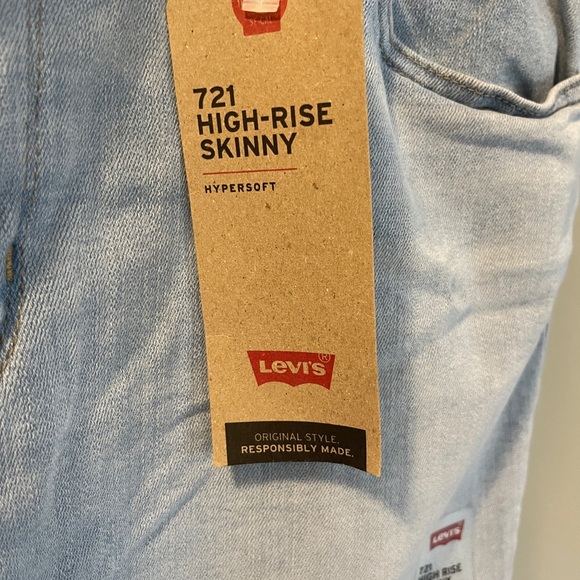 721
HIGH-RISE
SKINNY
HYPERSOFT
LEVI'S®
ORIGINAL STYLE.
RESPONSIBLY MADE.
LEVI'S
721
HIGH RISE